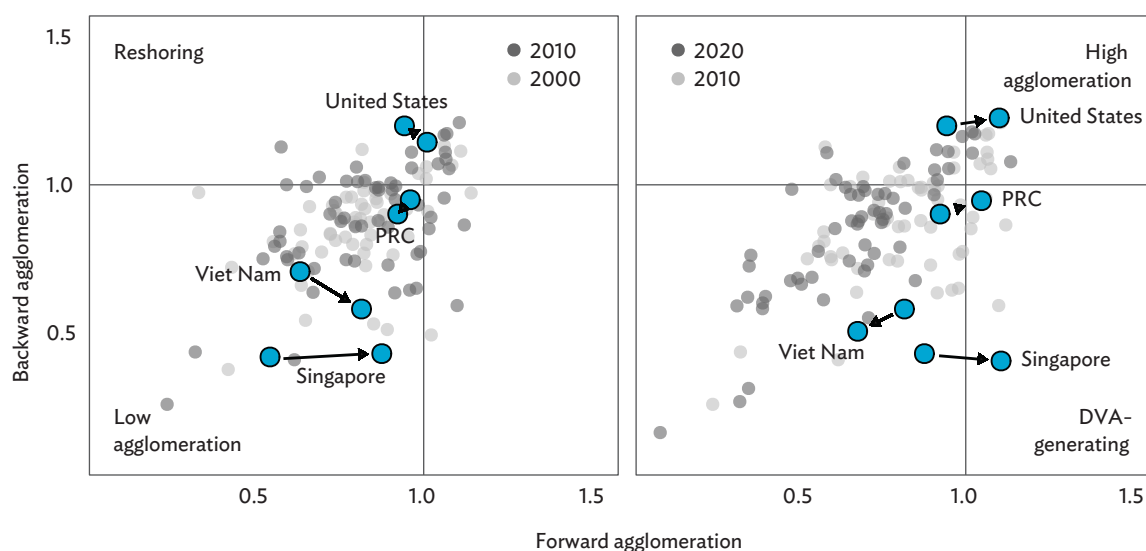 Backward agglomeration
1.5
1.0
0.5
Reshoring
2010
2000
United States
PRC
Viet Nam
Singapore
Low
agglomeration
0.5
1.0
1.5
2020
2010
High
agglomeration
United States
PRC
Viet Nam
Singapore
DVA–
generating
0.5
1.0
1.5
Forward agglomeration